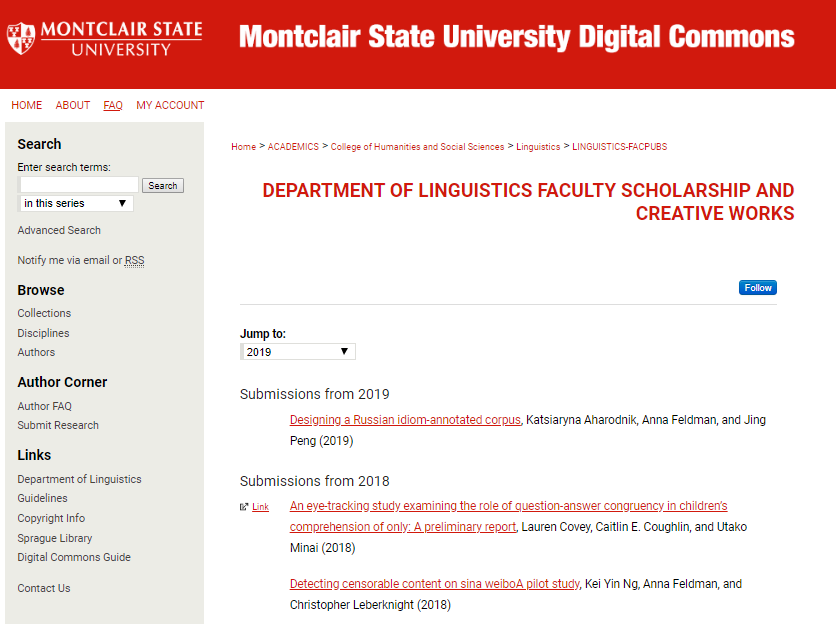 MONTCLAIR STATE
UNIVERSITY
Montclair State University Digital Commons
HOME ABOUT FAQ MY ACCOUNT
Search
Enter search terms:
Search
in this series
Advanced Search
Notify me via email or RSS
Browse
Collections
Disciplines
Authors
Author Corner
Author FAQ
Submit Research
Links
Department of Linguistics
Guidelines
Copyright Info
Sprague Library
Digital Commons Guide
Contact Us
Home > ACADEMICS > College of Humanities and Social Sciences > Linguistics > LINGUISTICS-FACPUBS
DEPARTMENT OF LINGUISTICS FACULTY SCHOLARSHIP AND
CREATIVE WORKS
Follow
Jump to:
2019
Submissions from 2019
Designing a Russian idiom-annotated corpus, Katsiaryna Aharodnik, Anna Feldman, and Jing
Peng (2019)
Submissions from 2018
Link
An eye-tracking study examining the role of question-answer congruency in children's
comprehension of only: A preliminary report, Lauren Covey, Caitlin E. Coughlin, and Utako
Minai (2018)
Detecting censorable content on sina weiboA pilot study, Kei Yin Ng, Anna Feldman, and
Christopher Leberknight (2018)